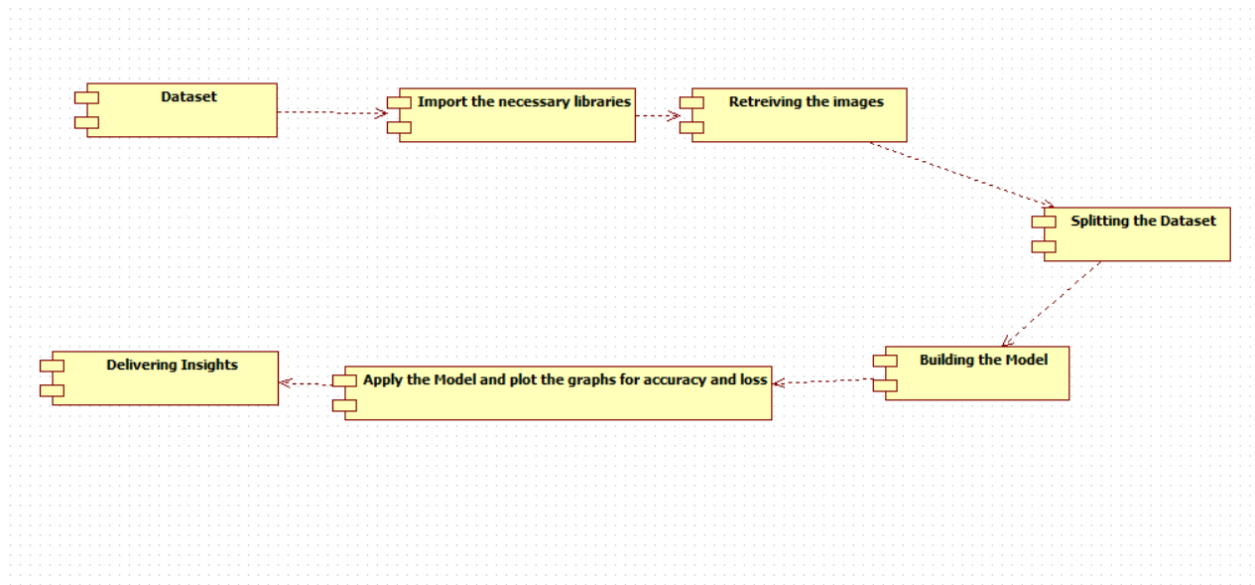 Dataset
Import the necessary libraries
Retreiving the images
Splitting the Dataset
Building the Model
Apply the Model and plot the graphs for accuracy and loss
Delivering Insights